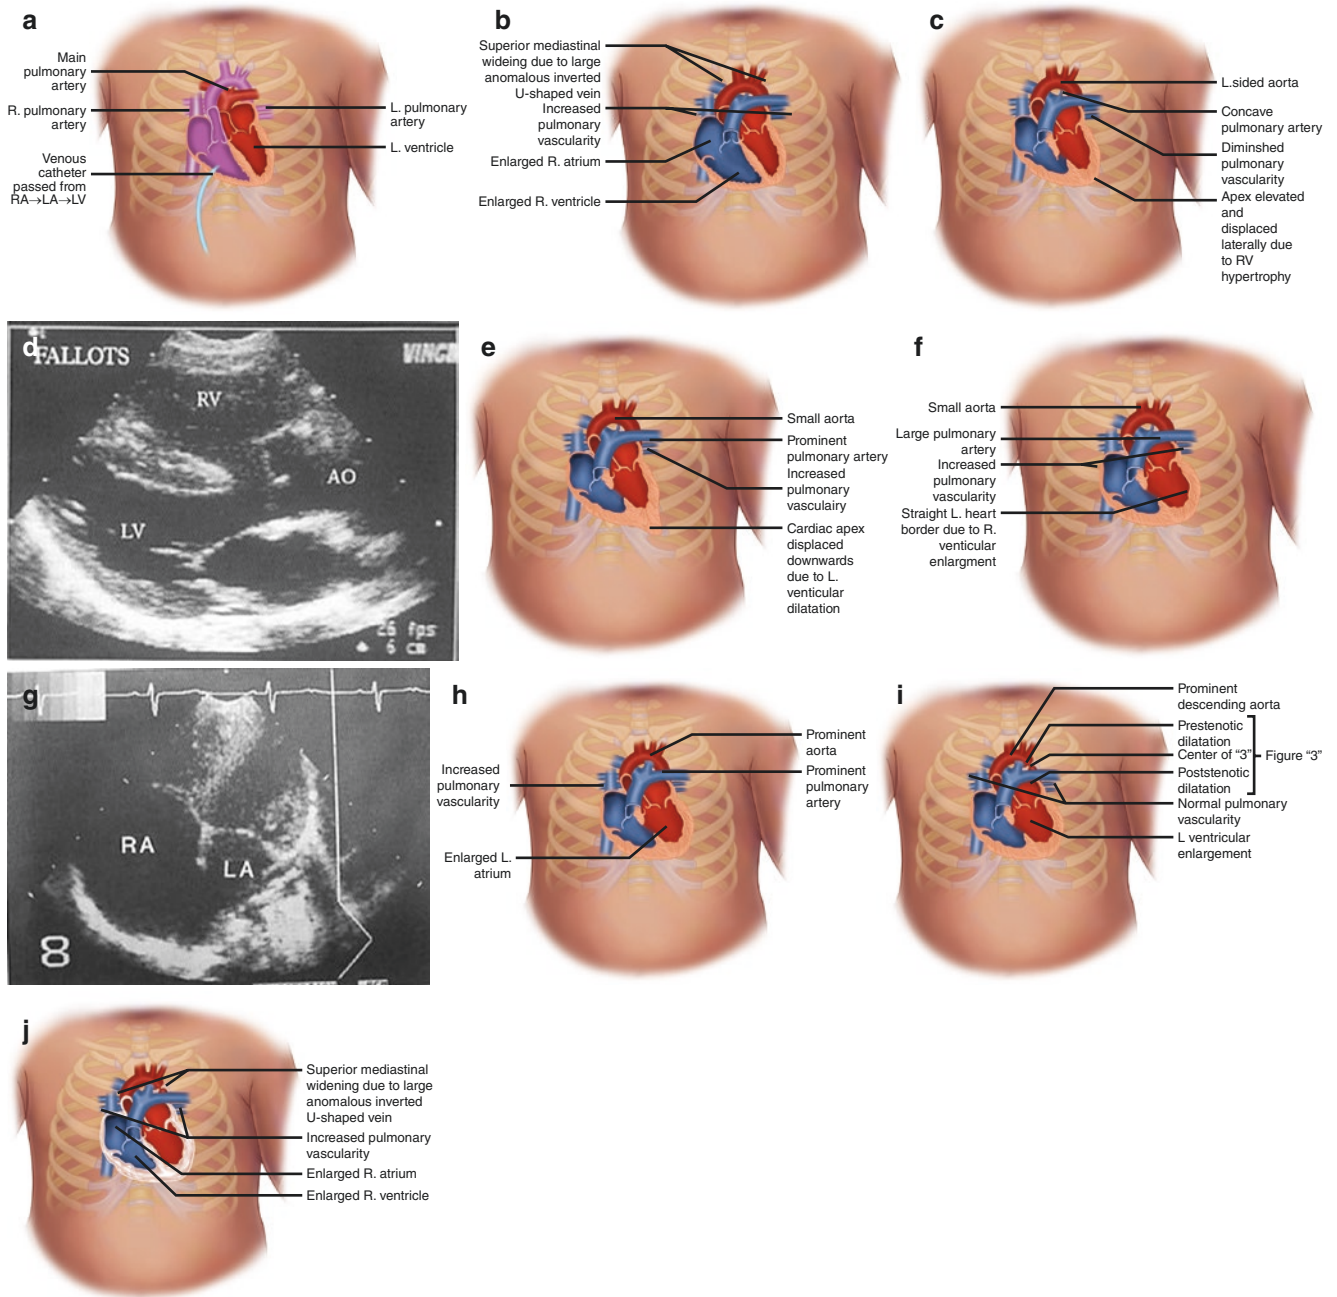 a
Main
pulmonary
artery
R. pulmonary
artery
Venous
catheter
passed from
RA→LA→LV
L. pulmonary
artery
L. ventricle
b
Superior mediastinal
wideing due to large
anomalous inverted
U-shaped vein
Increased
pulmonary
vascularity
Enlarged R. atrium
Enlarged R. ventricle
c
L.sided aorta
Concave
pulmonary artery
Diminshed
pulmonary
vascularity
Apex elevated
and
displaced
laterally due
to RV
hypertrophy
d
FALLOTS
RV
AO
LV
26 fps
6 cm
e
Small aorta
Prominent
pulmonary artery
Increased
pulmonary
vasculairy
Cardiac apex
displaced
downwards
due to L.
venticular
dilatation
f
Small aorta
Large pulmonary
artery
Increased
pulmonary
vascularity
Straight L. heart
border due to R.
venticular
enlargment
g
RA
LA
8
h
Increased
pulmonary
vascularity
Enlarged L.
atrium
Prominent
aorta
Prominent
pulmonary
artery
i
Prominent
descending aorta
Prestenotic
dilatation
Center of “3”
Poststenotic
dilatation
Figure “3”
Normal pulmonary
vascularity
L ventricular
enlargement
j
Superior mediastinal
widening due to large
anomalous inverted
U-shaped vein
Increased pulmonary
vascularity
Enlarged R. atrium
Enlarged R. ventricle